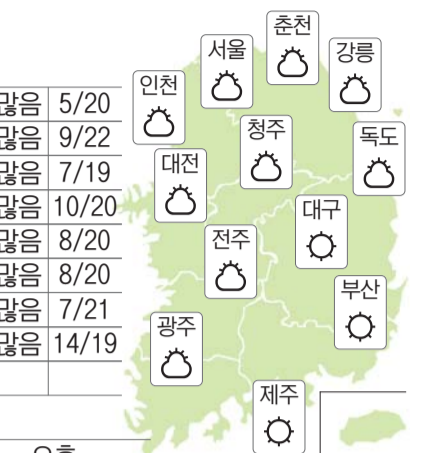 많음 5/20
많음 9/22
많음 7/19
많음 10/20
많음 8/20
많음 8/20
많음 7/21
많음 14/19
춘천
서울
강릉
인천
청주
독도
대전
대구
전주
부산
광주
제주